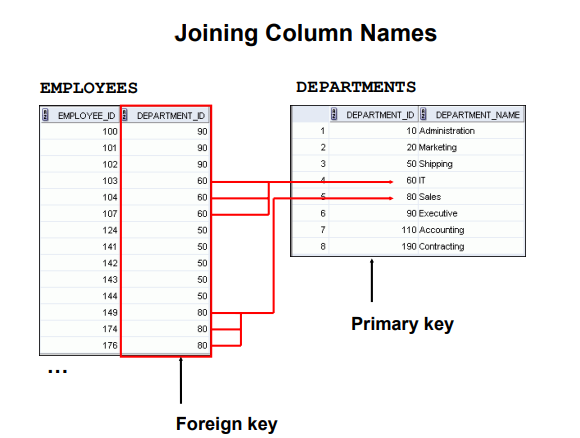 Joining Column Names
EMPLOYEES
EMPLOYEE_ID DEPARTMENT_ID
100 90
101 90
102 90
103 60
104 60
107 60
124 50
141 50
142 50
143 50
144 50
149 80
174 80
176 80
...
Foreign key
DEPARTMENTS
DEPARTMENT_ID DEPARTMENT_NAME
1 10 Administration
2 20 Marketing
3 50 Shipping
4 60 IT
5 80 Sales
6 90 Executive
7 110 Accounting
8 190 Contracting
Primary key